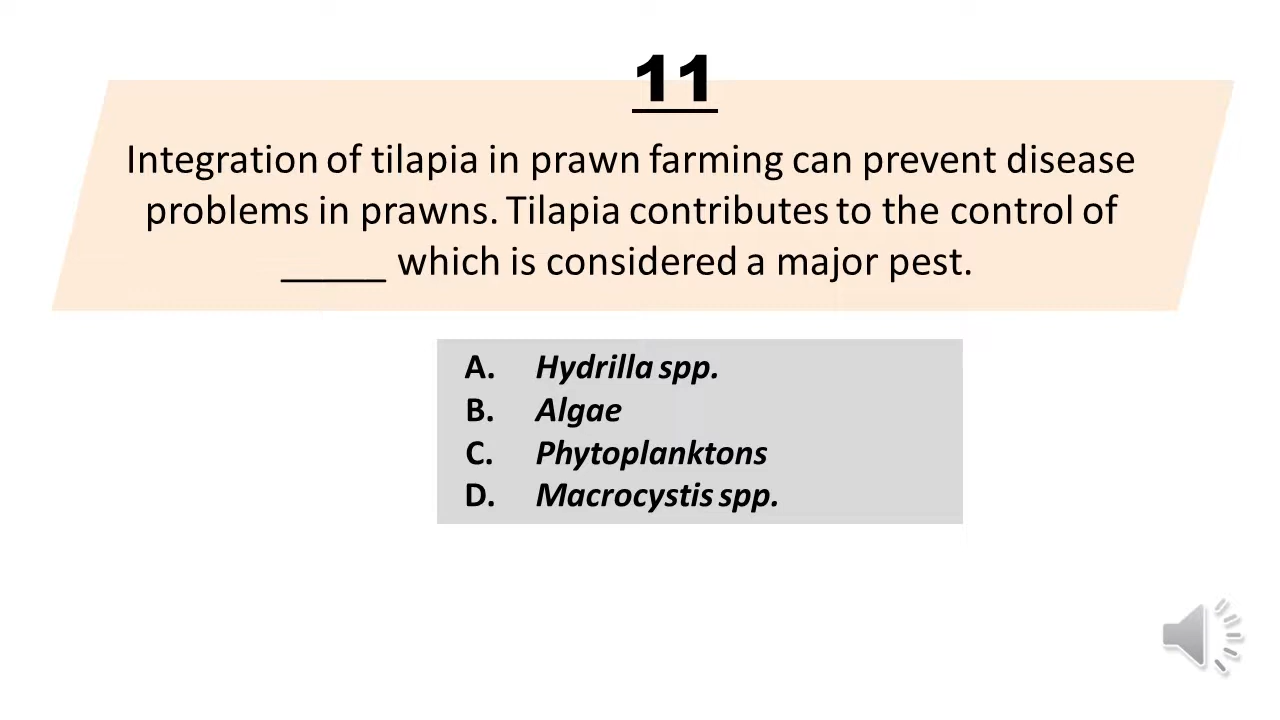 11
Integration of tilapia in prawn farming can prevent disease
problems in prawns. Tilapia contributes to the control of
_____ which is considered a major pest.
A. Hydrilla spp.
B. Algae
C. Phytoplanktons
D. Macrocystis spp.